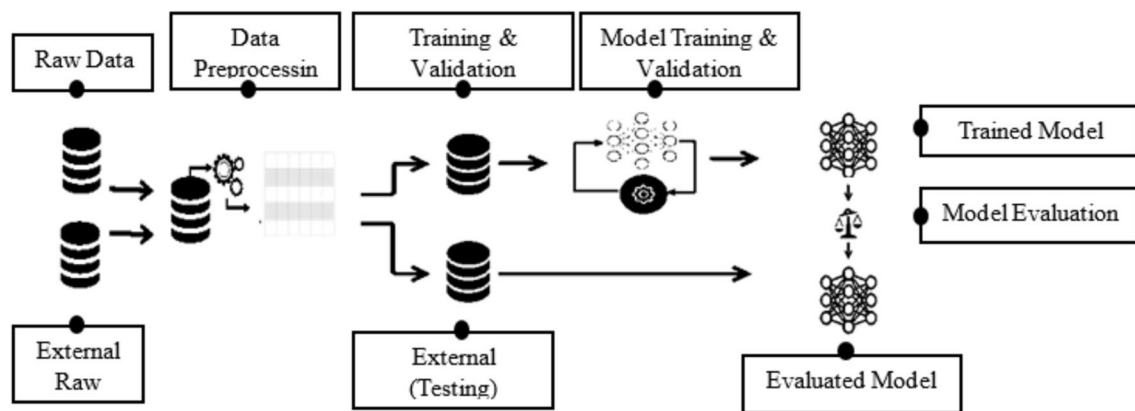 Raw Data
Data
Preprocessin
Training &
Validation
Model Training &
Validation
Trained Model
Model Evaluation
External
Raw
External
(Testing)
Evaluated Model